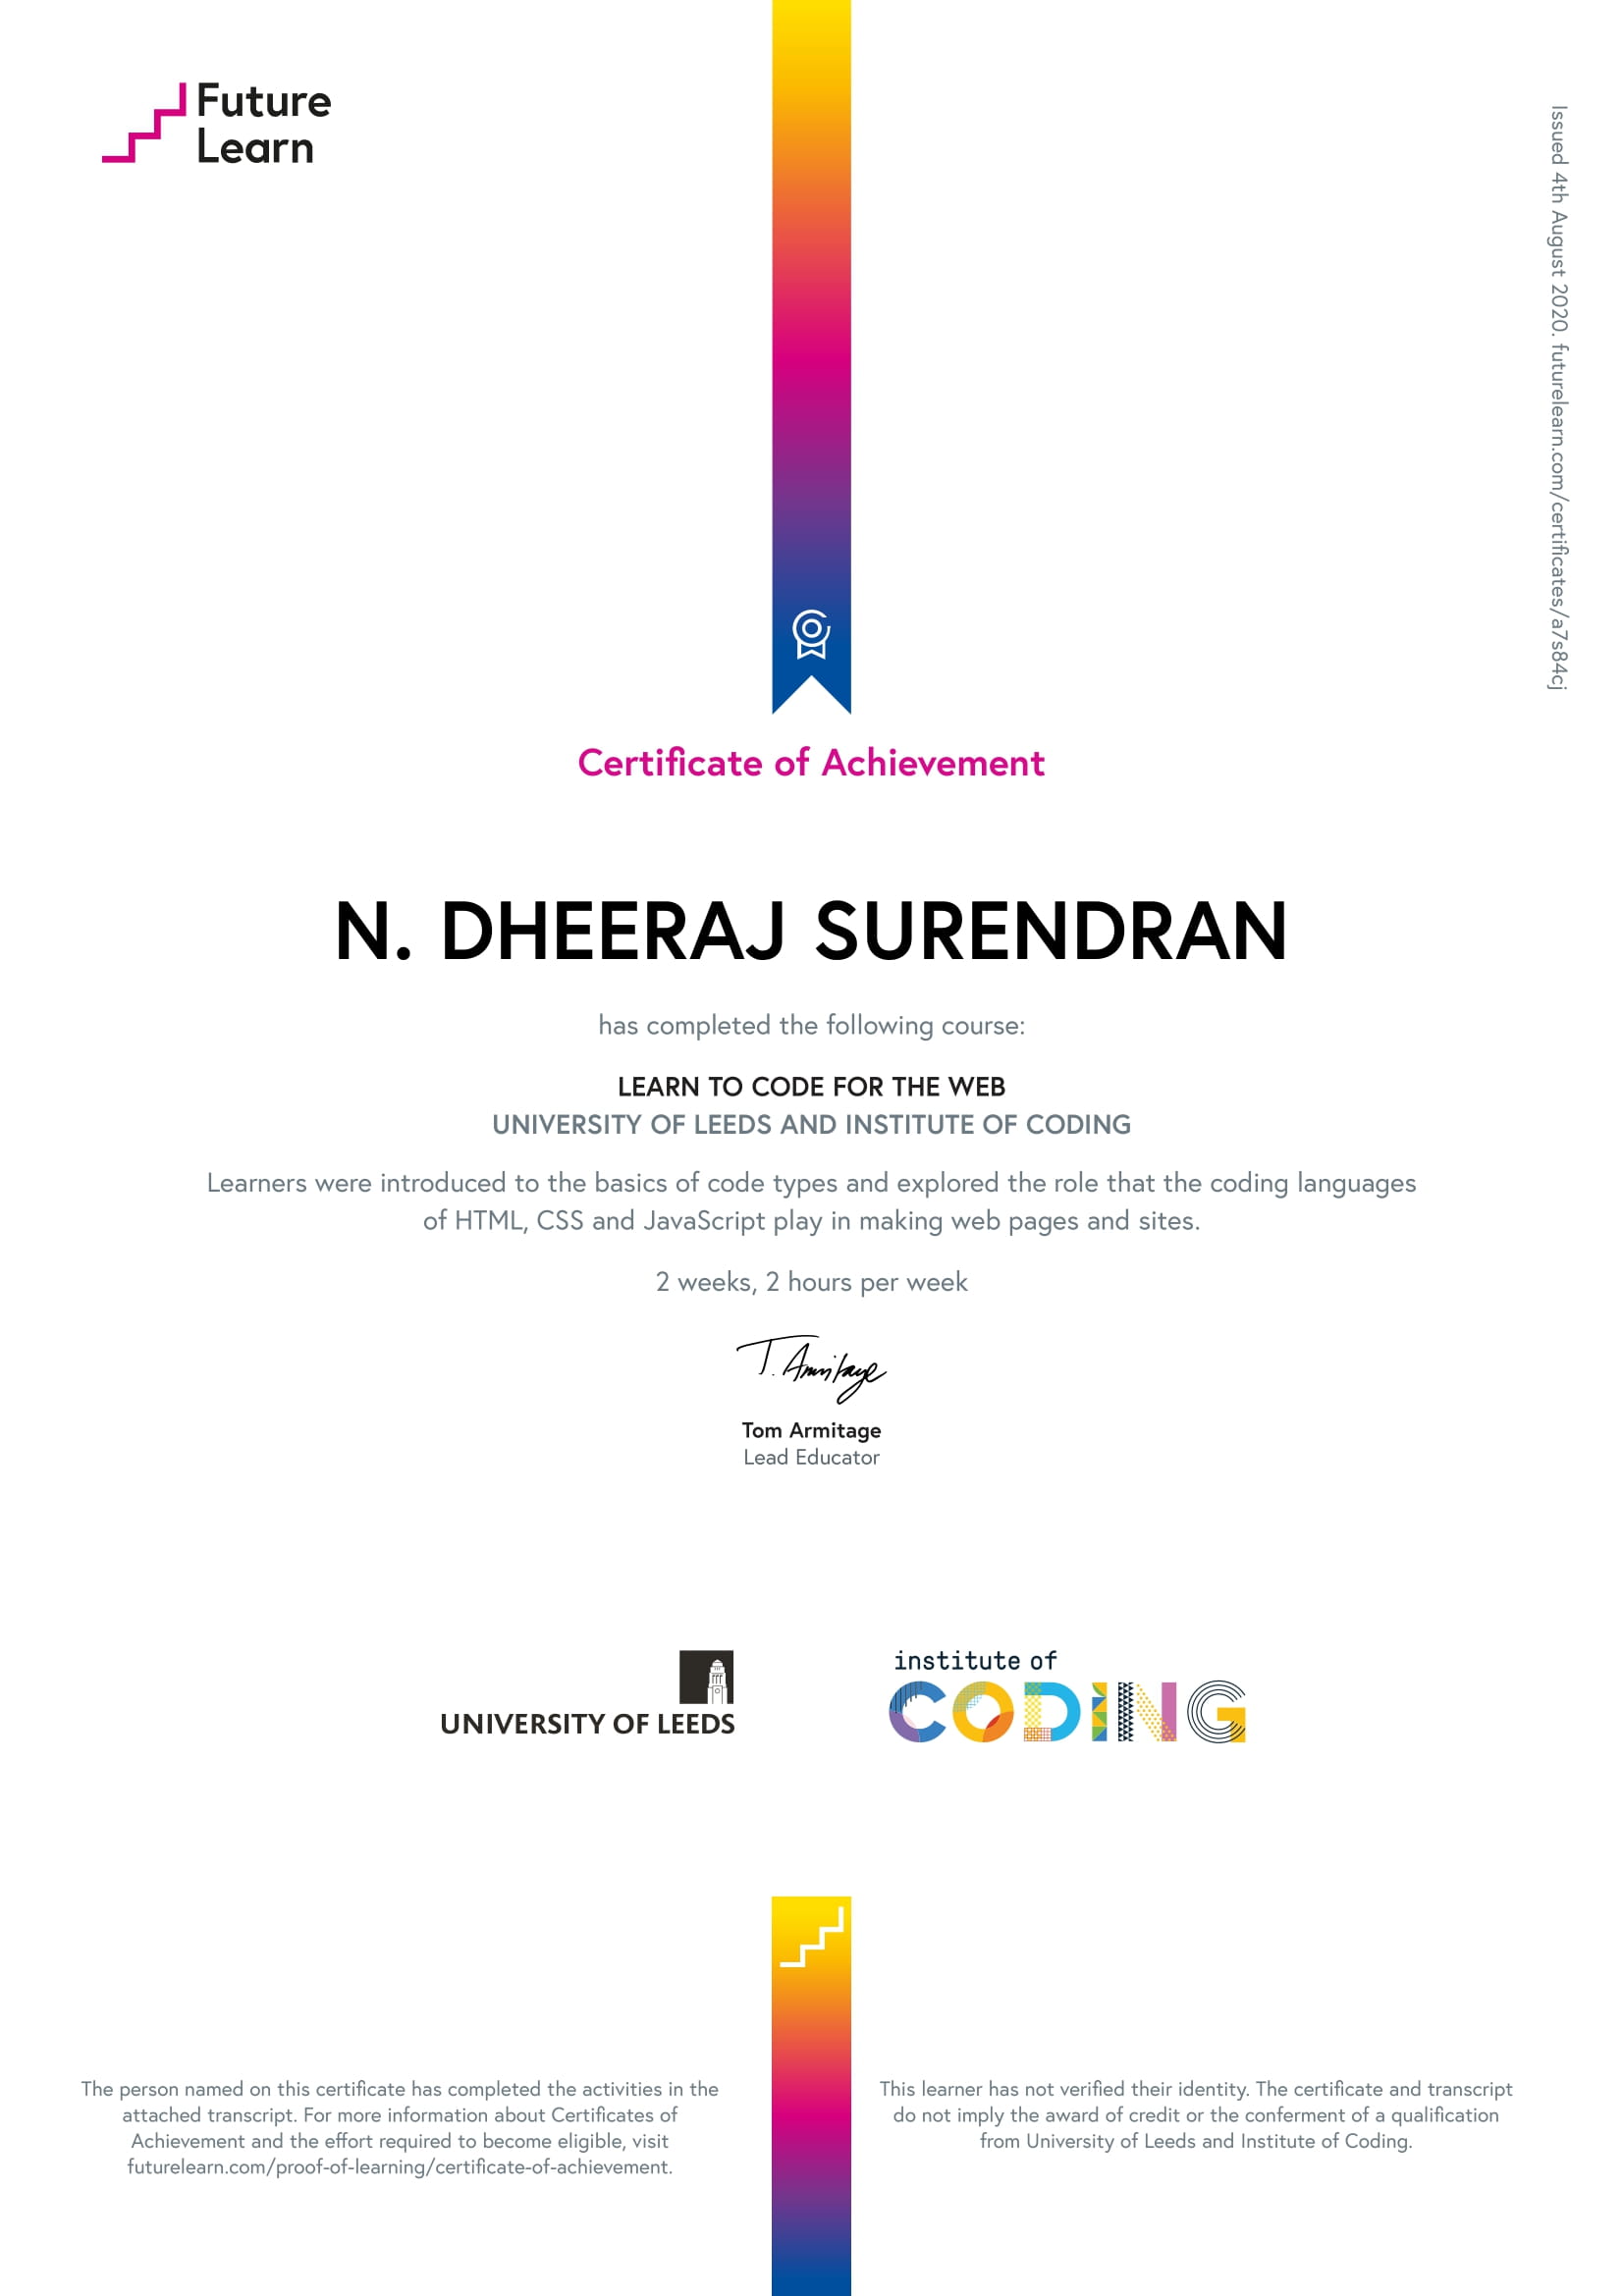 Future
Learn
Issued 4th August 2020. futurelearn.com/certificates/a7s84cj
Certificate of Achievement
N. DHEERAJ SURENDRAN
has completed the following course:
LEARN TO CODE FOR THE WEB
UNIVERSITY OF LEEDS AND INSTITUTE OF CODING
Learners were introduced to the basics of code types and explored the role that the coding languages
of HTML, CSS and JavaScript play in making web pages and sites.
2 weeks, 2 hours per week
T. Armitage
Tom Armitage
Lead Educator
UNIVERSITY OF LEEDS
institute of
CODING
The person named on this certificate has completed the activities in the
attached transcript. For more information about Certificates of
Achievement and the effort required to become eligible, visit
futurelearn.com/proof-of-learning/certificate-of-achievement.
This learner has not verified their identity. The certificate and transcript
do not imply the award of credit or the conferment of a qualification
from University of Leeds and Institute of Coding.